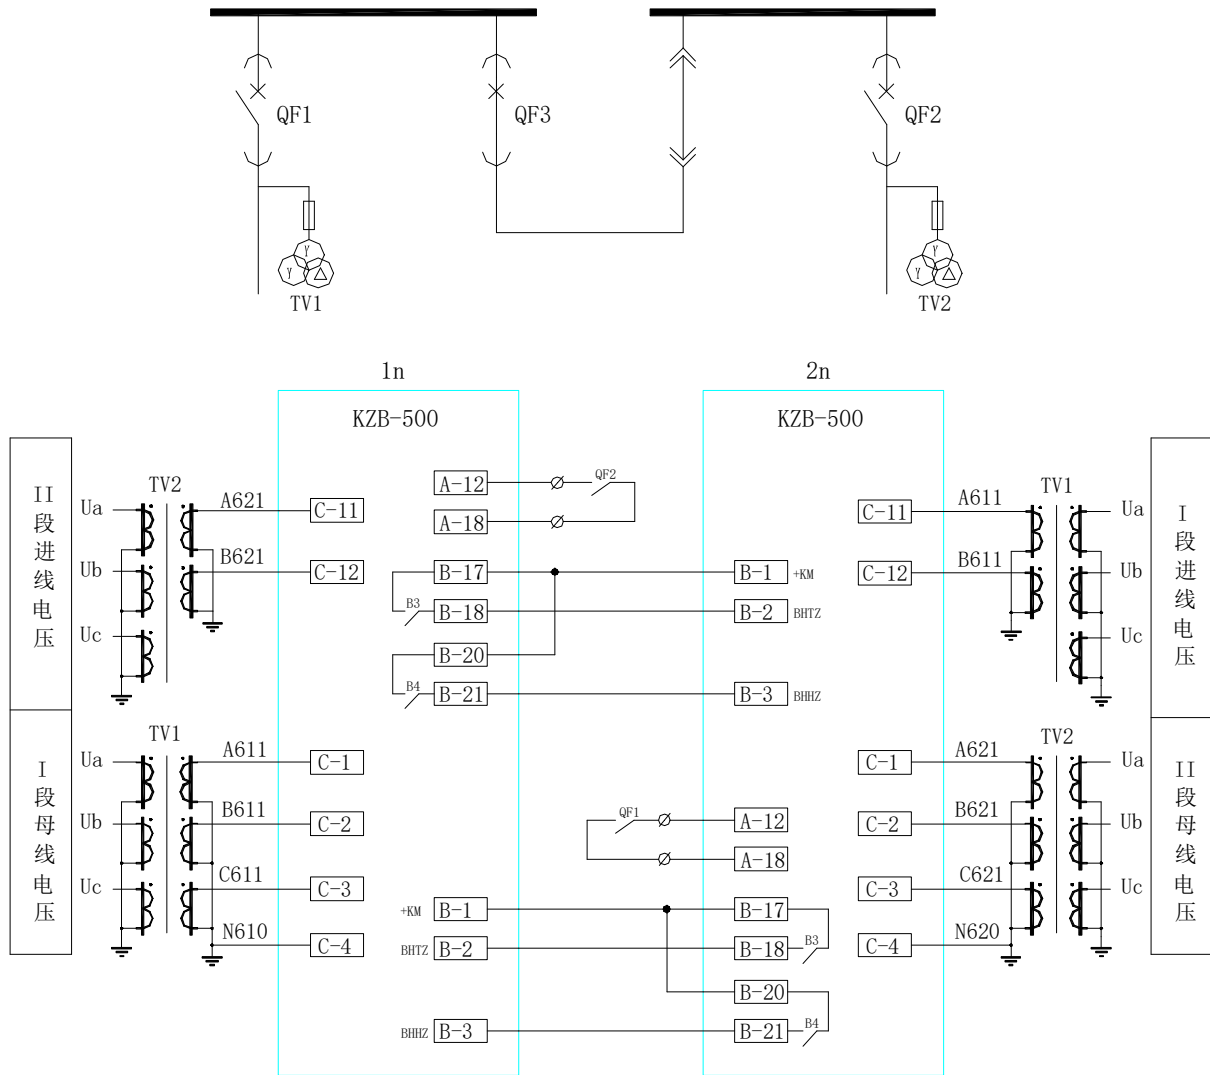 QF1
QF3
QF2
Y
Y
TV1
Y
Y
TV2
1n
2n
KZB-500
KZB-500
II段进线电压
TV2
Ua
A621
C-11
Ub
B621
C-12
Uc
A-12
QF2
A-18
B-17
B3
B-18
B-20
B4
B-21
B-1 +KM
B-2 BHTZ
B-3 BHHZ
C-11
A611
TV1
Ua
C-12
B611
Ub
Uc
I段进线电压
I段母线电压
TV1
Ua
A611
C-1
Ub
B611
C-2
Uc
C611
C-3
N610
C-4
+KM B-1
BHTZ B-2
BHHZ B-3
QF1
A-12
A-18
B-17
B-18
B3
B-20
B-21
B4
C-1
A621
TV2
Ua
C-2
B621
Ub
C-3
C621
Uc
C-4
N620
II段母线电压